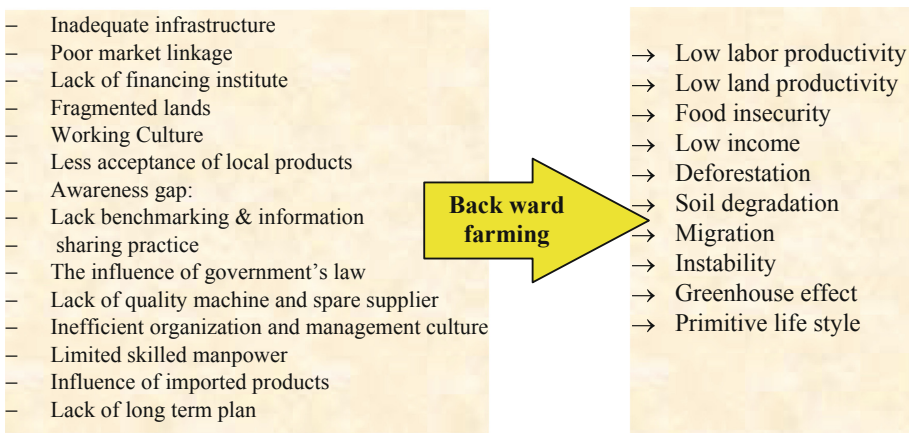 – Inadequate infrastructure
– Poor market linkage
– Lack of financing institute
– Fragmented lands
– Working Culture
– Less acceptance of local products
– Awareness gap:
– Lack benchmarking & information
– sharing practice
– The influence of government’s law
– Lack of quality machine and spare supplier
– Inefficient organization and management culture
– Limited skilled manpower
– Influence of imported products
– Lack of long term plan
Back ward
farming
→ Low labor productivity
→ Low land productivity
→ Food insecurity
→ Low income
→ Deforestation
→ Soil degradation
→ Migration
→ Instability
→ Greenhouse effect
→ Primitive life style